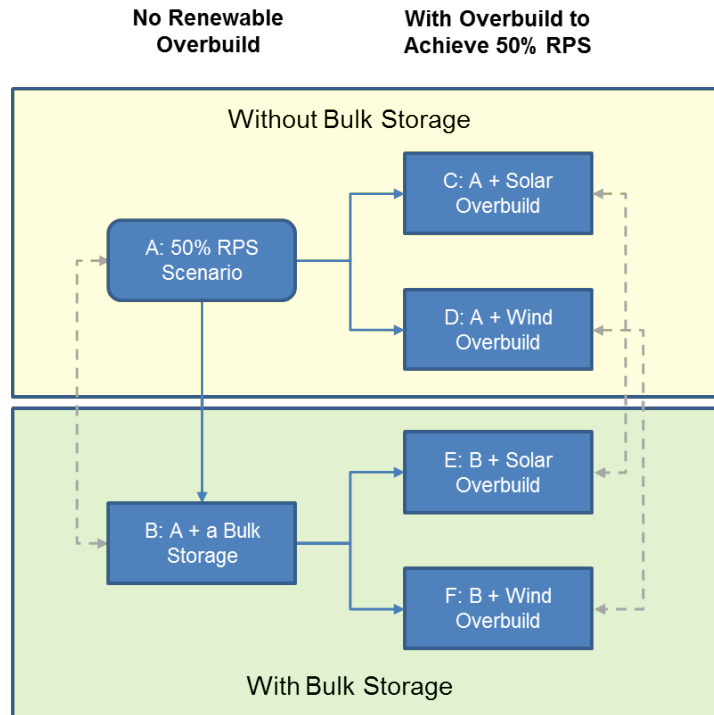 No Renewable
Overbuild
With Overbuild to
Achieve 50% RPS
Without Bulk Storage
A: 50% RPS
Scenario
C: A + Solar
Overbuild
D: A + Wind
Overbuild
B: A + a Bulk
Storage
E: B + Solar
Overbuild
F: B + Wind
Overbuild
With Bulk Storage